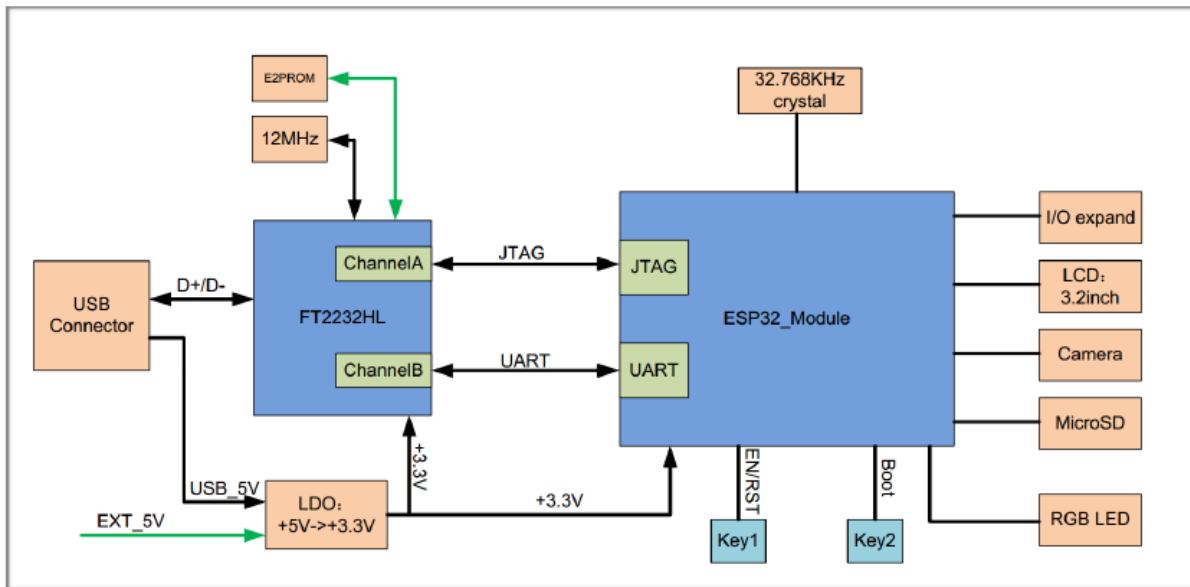 E2PROM
12MHz
32.768KHz
crystal
USB
Connector
D+/D-
FT2232HL
ChannelA
ChannelB
JTAG
UART
JTAG
UART
ESP32_Module
I/O expand
LCD：
3.2inch
Camera
MicroSD
RGB LED
USB_5V
EXT_5V
LDO：
+5V->+3.3V
+3.3V
+3.3V
EN/RST
Boot
Key1
Key2